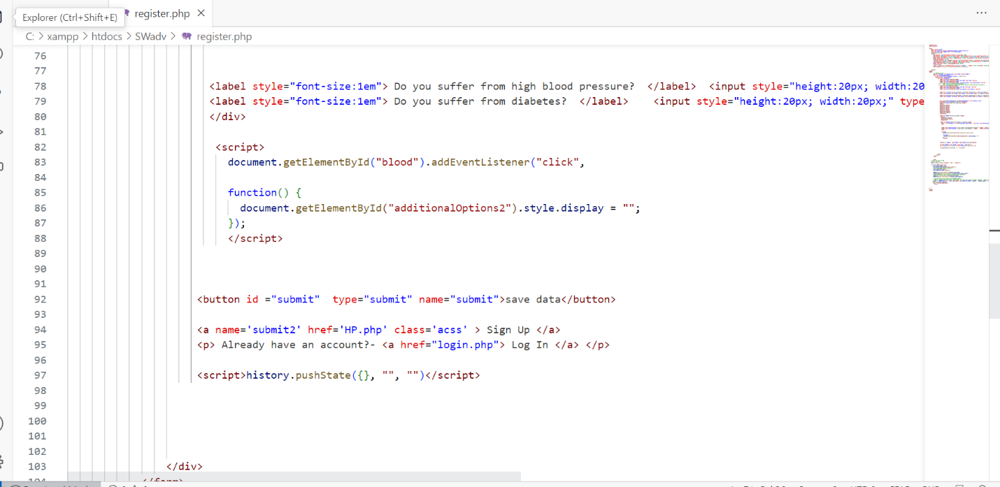 Explorer (Ctrl+Shift+E)
register.php
C: > xampp > htdocs > SWadv > register.php
76
77
78 <label style="font-size:1em"> Do you suffer from high blood pressure? </label> <input style="height:20px; width:20
79 <label style="font-size:1em"> Do you suffer from diabetes? </label> <input style="height:20px; width:20px;" type
80 </div>
81
82 <script>
83 document.getElementById("blood").addEventListener("click",
84
85 function() {
86 document.getElementById("additionalOptions2").style.display = "";
87 });
88 </script>
89
90
91
92 <button id ="submit" type="submit" name="submit">save data</button>
93
94 <a name='submit2' href='HP.php' class='acss' > Sign Up </a>
95 <p> Already have an account?- <a href="login.php"> Log In </a> </p>
96
97 <script>history.pushState({}, "", "")</script>
98
99
100
101
102
103 </div>
104 </form>